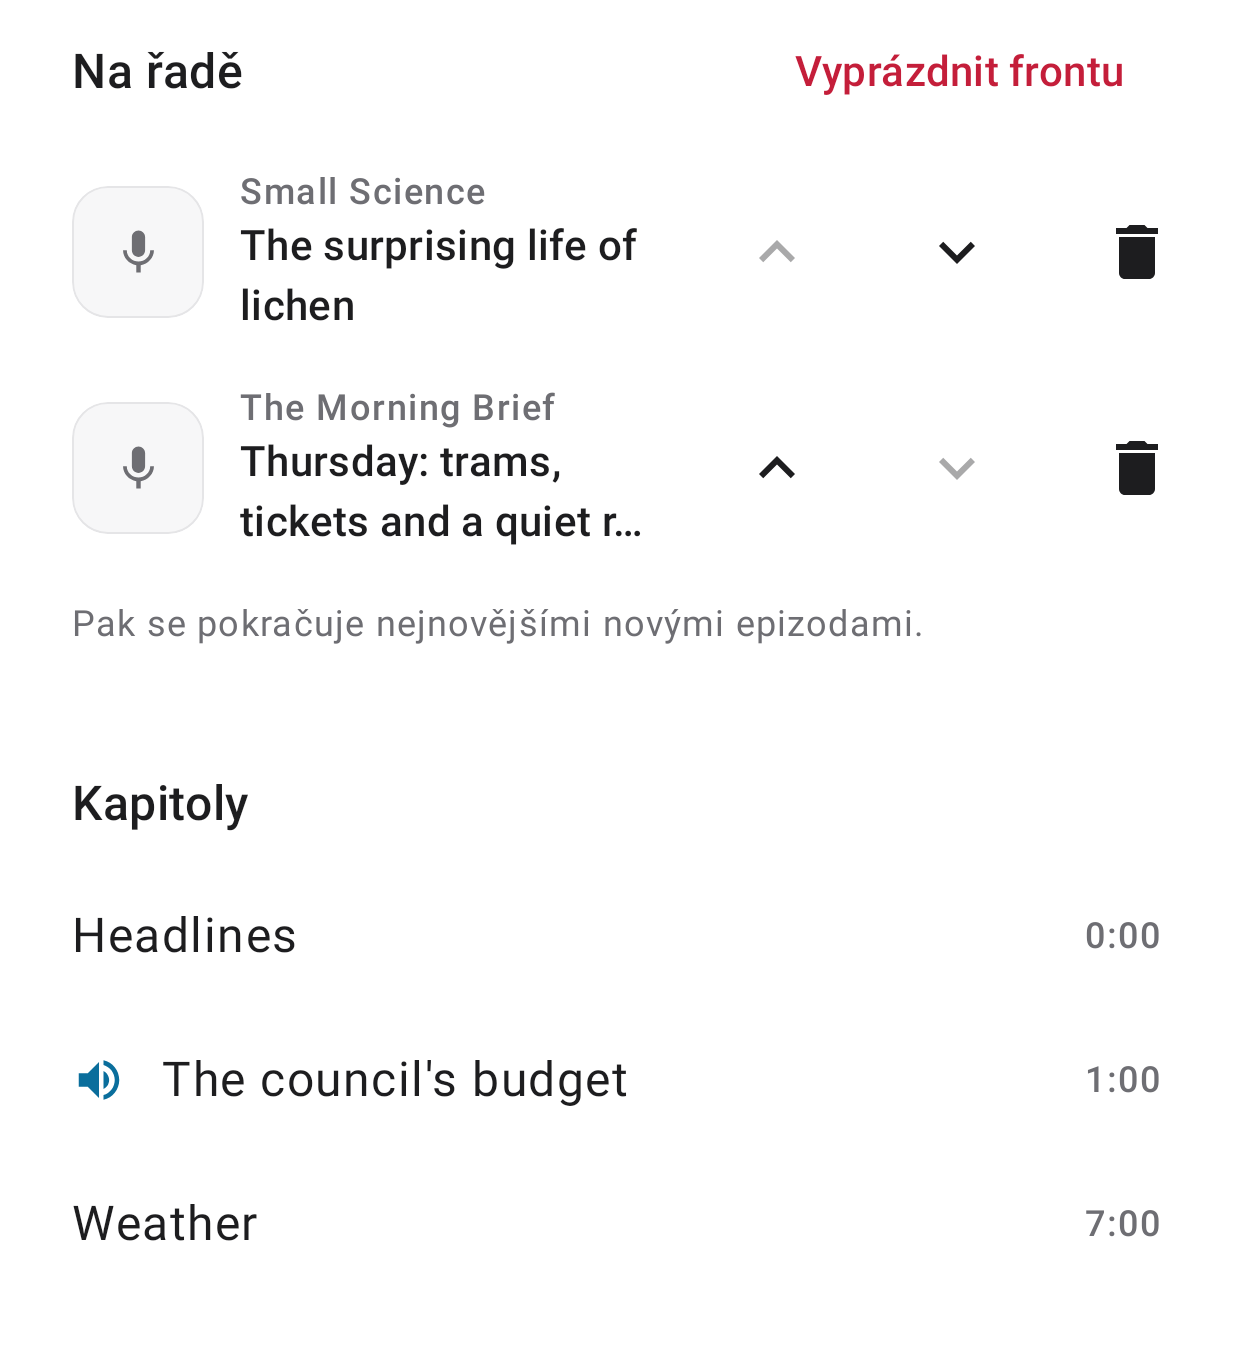 Na řadě
Vyprázdnit frontu
Small Science
The surprising life of
lichen
The Morning Brief
Thursday: trams,
tickets and a quiet r…
Pak se pokračuje nejnovějšími novými epizodami.
Kapitoly
Headlines 0:00
The council's budget 1:00
Weather 7:00